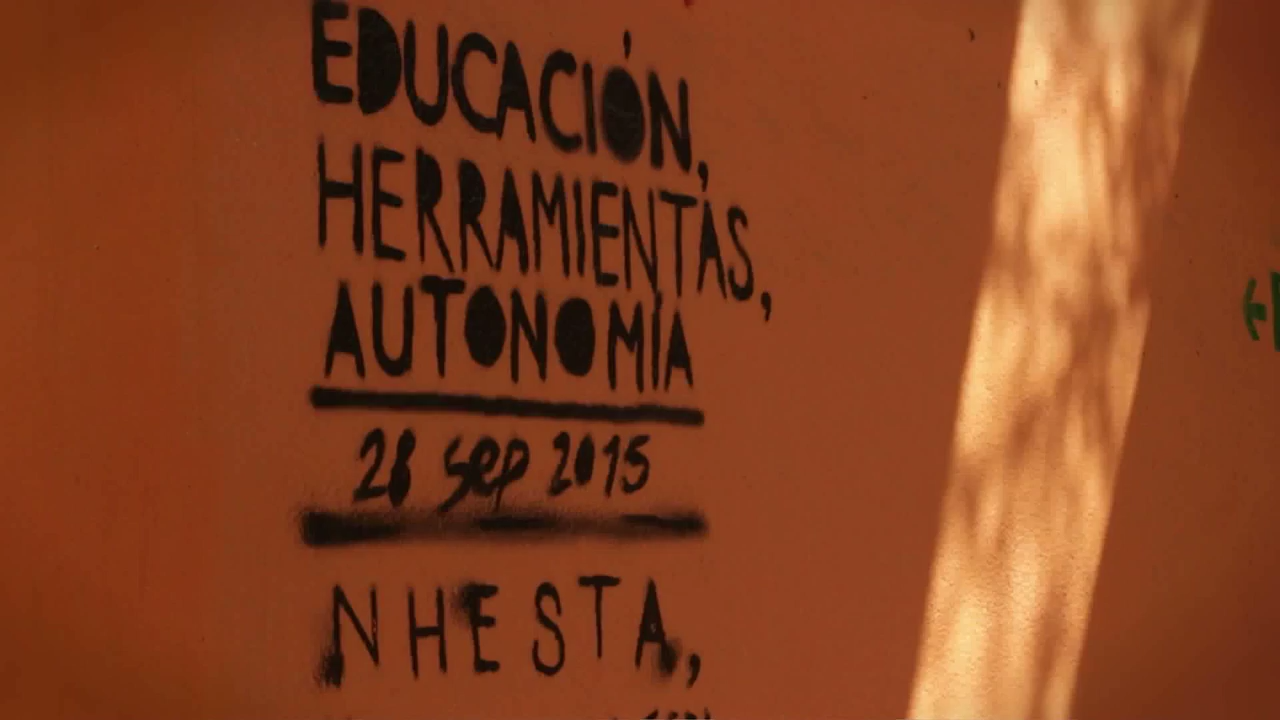 EDUCACIÓN,
HERRAMIENTAS,
AUTONOMÍA
28 sep 2015
NHESTA,